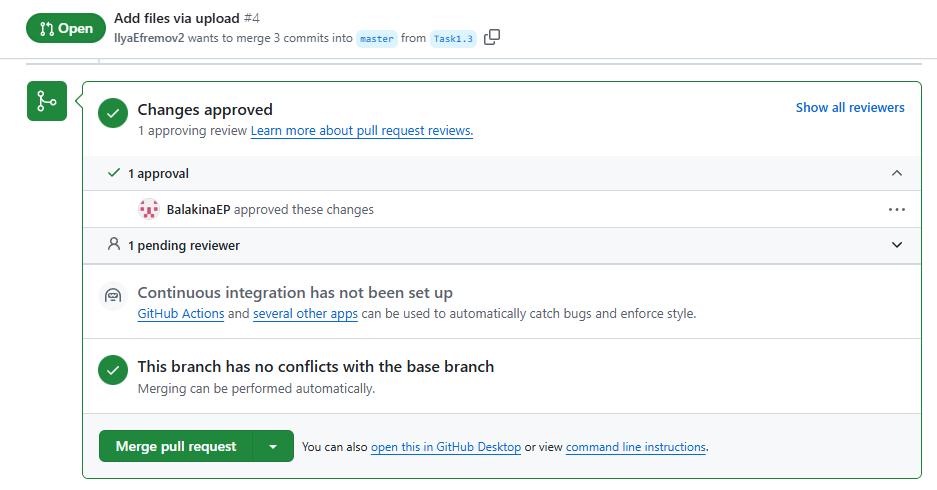 Open
Add files via upload #4
IlyaEfremov2 wants to merge 3 commits into master from Task1.3
Changes approved
Show all reviewers
1 approving review Learn more about pull request reviews.
1 approval
BalakinaEP approved these changes
1 pending reviewer
Continuous integration has not been set up
GitHub Actions and several other apps can be used to automatically catch bugs and enforce style.
This branch has no conflicts with the base branch
Merging can be performed automatically.
Merge pull request
You can also open this in GitHub Desktop or view command line instructions.